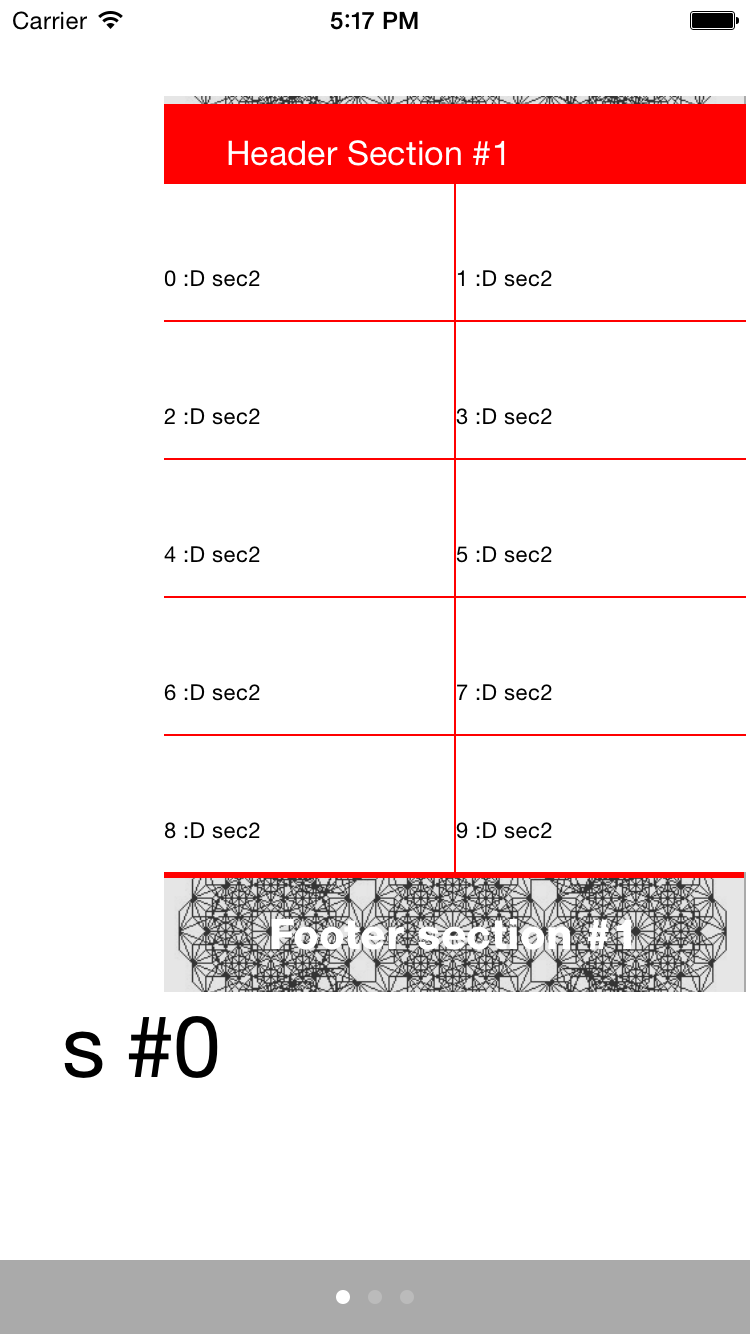 Carrier 5:17 PM
Header Section #1
0 :D sec2 1 :D sec2
2 :D sec2 3 :D sec2
4 :D sec2 5 :D sec2
6 :D sec2 7 :D sec2
8 :D sec2 9 :D sec2
Footer section #1
s #0